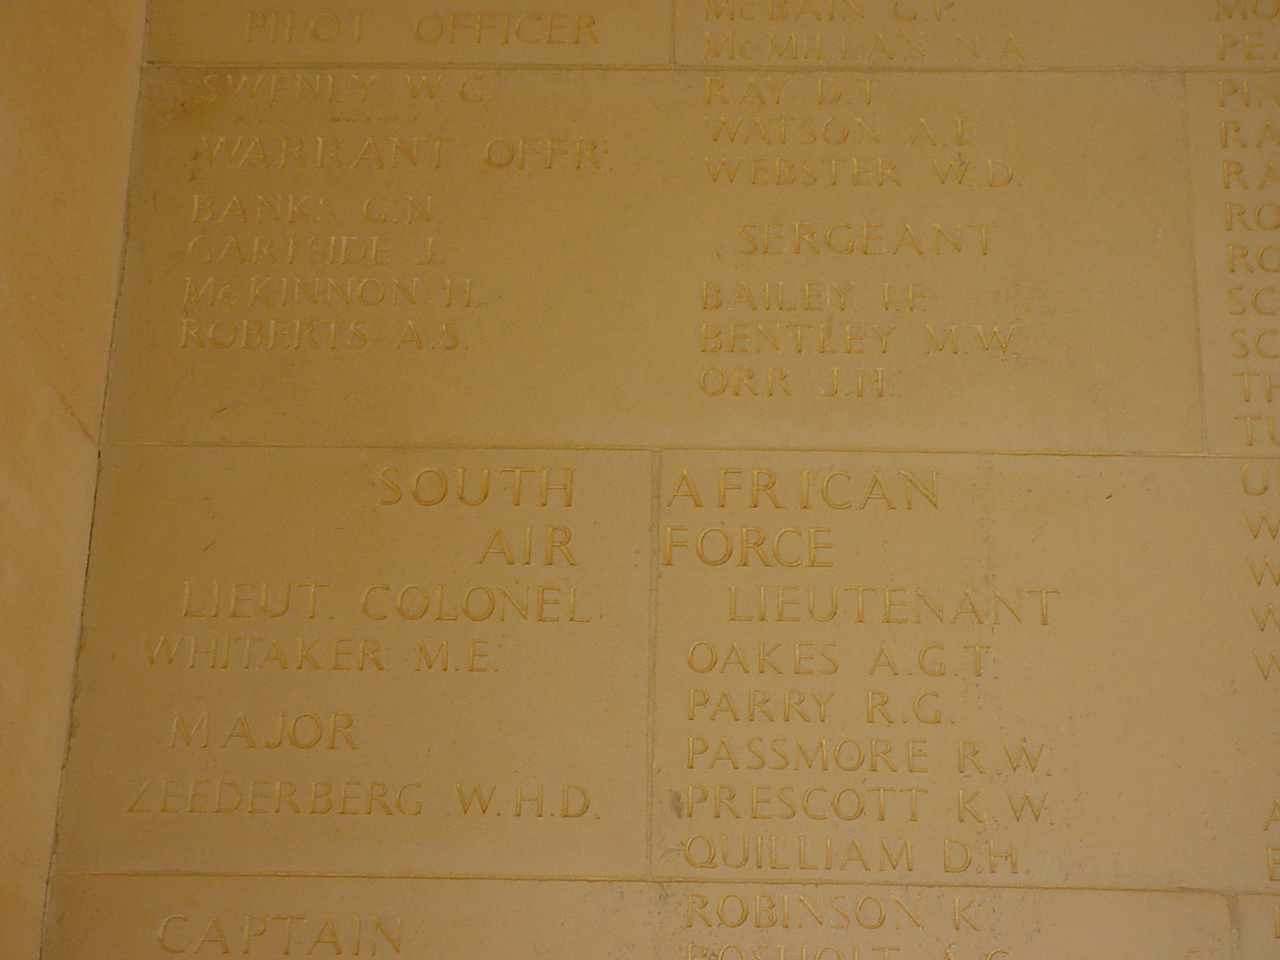 PILOT OFFICER
SWENEY W.G.
WARRANT OFFR.
BANKS G.N.
GARTSIDE J.
McKINNON H.
ROBERTS A.S.
McBAIN G.P.
McMILLAN N.A.
RAY D.T.
WATSON A.E.
WEBSTER W.D.
SERGEANT
BAILEY I.F.
BENTLEY M.W.
ORR J.H.
SOUTH AFRICAN
AIR FORCE
LIEUT. COLONEL
WHITAKER M.E.
MAJOR
ZEEDERBERG W.H.D.
CAPTAIN
LIEUTENANT
OAKES A.G.T.
PARRY R.G.
PASSMORE R.W.
PRESCOTT K.W.
QUILLIAM D.H.
ROBINSON K.